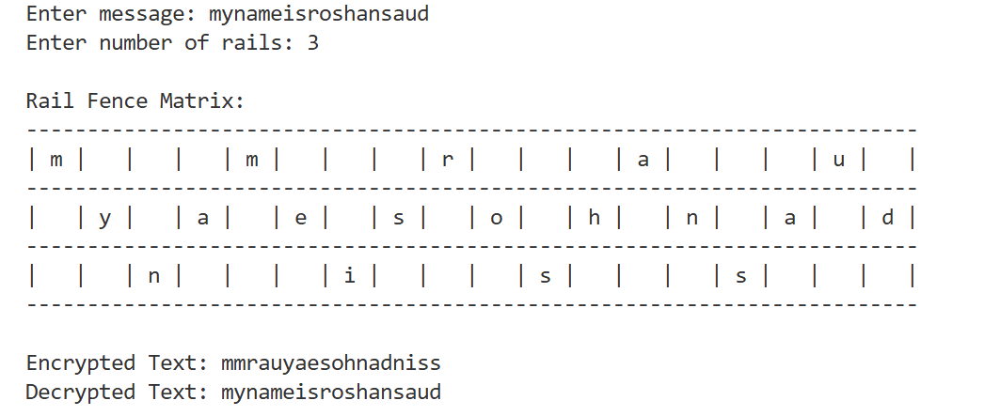 Enter message: mynameisroshansaud
Enter number of rails: 3
Rail Fence Matrix:
-------------------------------------------------------------------------
| m |   |   |   | m |   |   |   | r |   |   |   | a |   |   |   | u |   |
-------------------------------------------------------------------------
|   | y |   | a |   | e |   | s |   | o |   | h |   | n |   | a |   | d |
-------------------------------------------------------------------------
|   |   | n |   |   |   | i |   |   |   | s |   |   |   | s |   |   |   |
-------------------------------------------------------------------------
Encrypted Text: mmrauyaesohnadniss
Decrypted Text: mynameisroshansaud